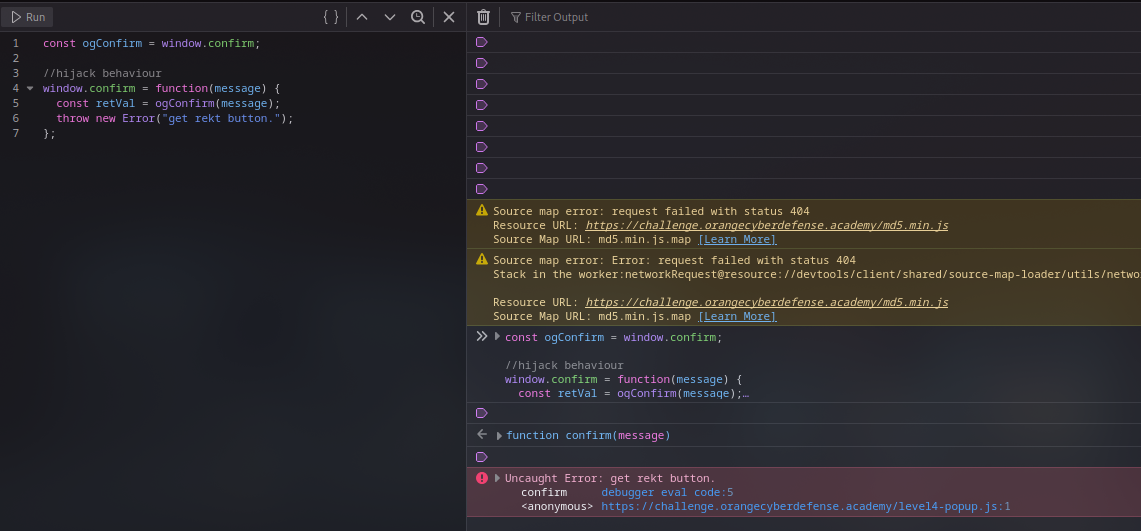 Run
{ }
Filter Output
1 const ogConfirm = window.confirm;
2
3 //hijack behaviour
4 window.confirm = function(message) {
5 const retVal = ogConfirm(message);
6 throw new Error("get rekt button.");
7 };
Source map error: request failed with status 404
Resource URL: https://challenge.orangecyberdefense.academy/md5.min.js
Source Map URL: md5.min.js.map [Learn More]
Source map error: Error: request failed with status 404
Stack in the worker:networkRequest@resource://devtools/client/shared/source-map-loader/utils/netwo
Resource URL: https://challenge.orangecyberdefense.academy/md5.min.js
Source Map URL: md5.min.js.map [Learn More]
const ogConfirm = window.confirm;
//hijack behaviour
window.confirm = function(message) {
const retVal = ogConfirm(message);…
function confirm(message)
Uncaught Error: get rekt button.
confirm debugger eval code:5
<anonymous> https://challenge.orangecyberdefense.academy/level4-popup.js:1